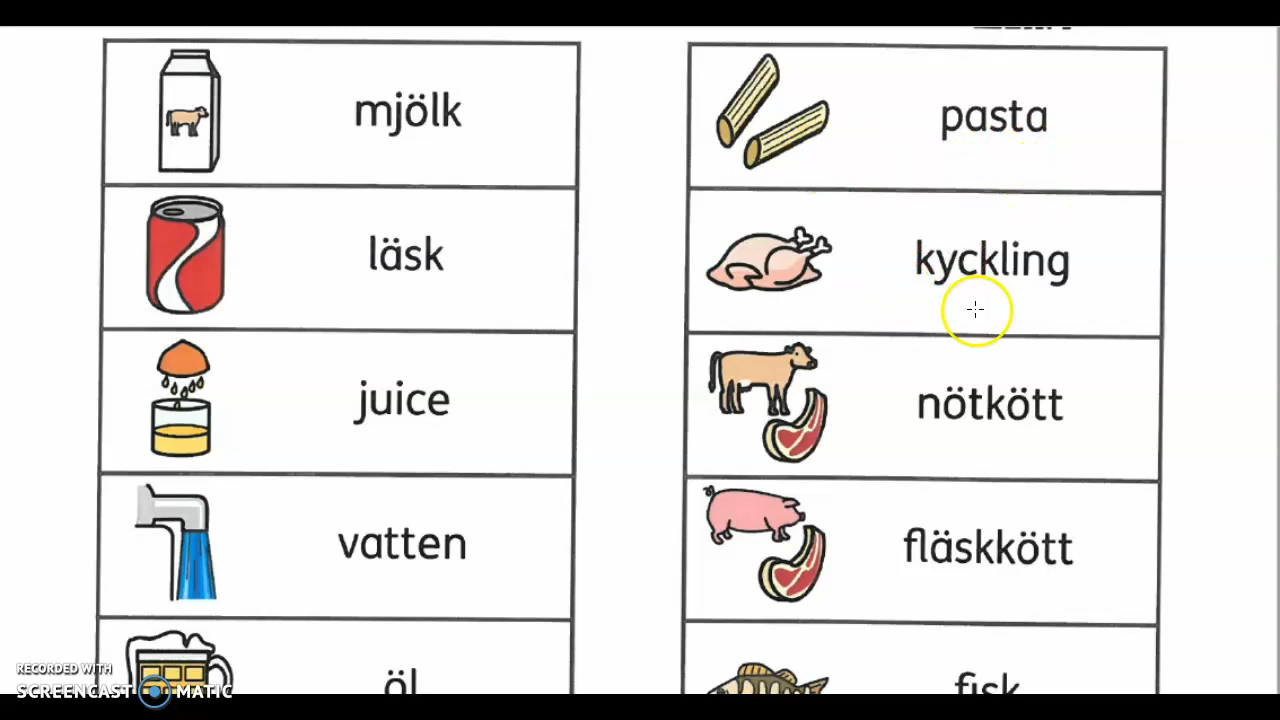 mjölk
läsk
juice
vatten
öl
pasta
kyckling
nötkött
fläskkött
fisk
RECORDED WITH
SCREENCAST MATIC